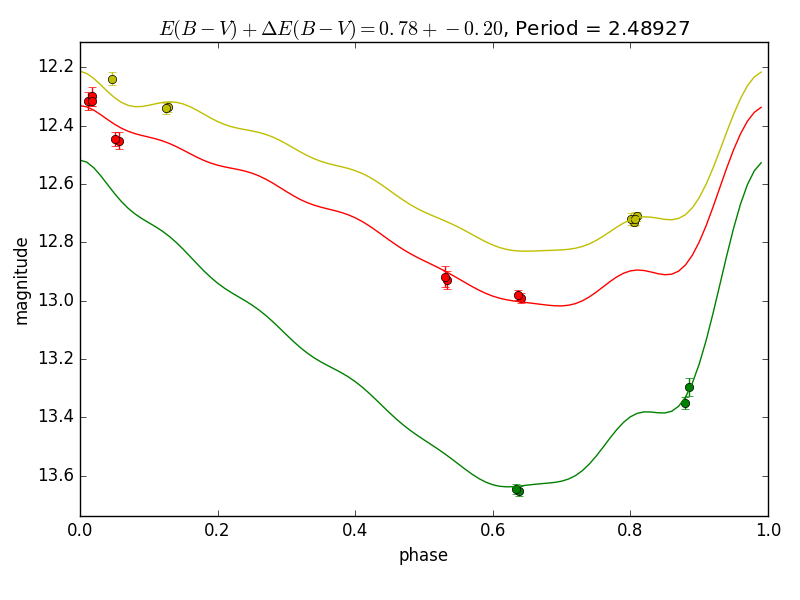 E(B − V) + ΔE(B − V) = 0.78 + −0.20, Period = 2.48927
12.2
12.4
12.6
12.8
13.0
13.2
13.4
13.6
magnitude
0.0 0.2 0.4 0.6 0.8 1.0
phase